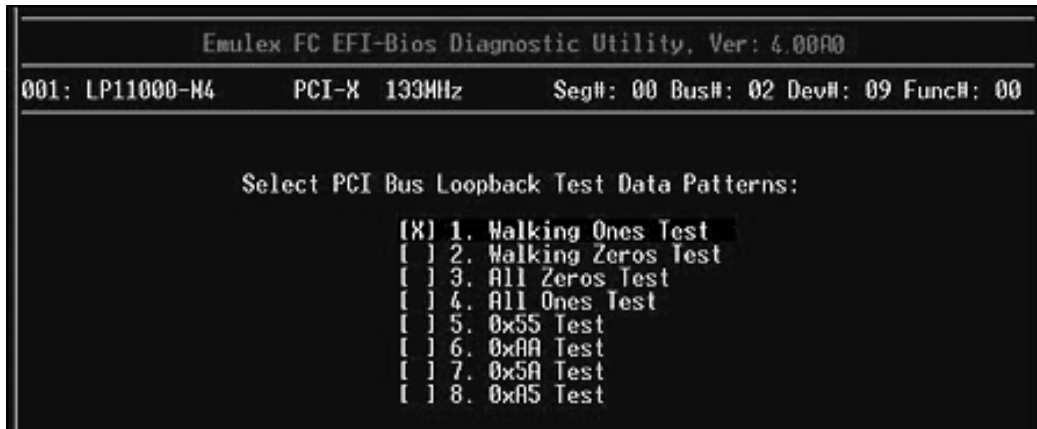 Emulex FC EFI-Bios Diagnostic Utility, Ver: 4.00A0
001: LP11000-M4 PCI-X 133MHz Seg#: 00 Bus#: 02 Dev#: 09 Func#: 00
Select PCI Bus Loopback Test Data Patterns:
[X] 1. Walking Ones Test
[ ] 2. Walking Zeros Test
[ ] 3. All Zeros Test
[ ] 4. All Ones Test
[ ] 5. 0x55 Test
[ ] 6. 0xAA Test
[ ] 7. 0x5A Test
[ ] 8. 0xA5 Test